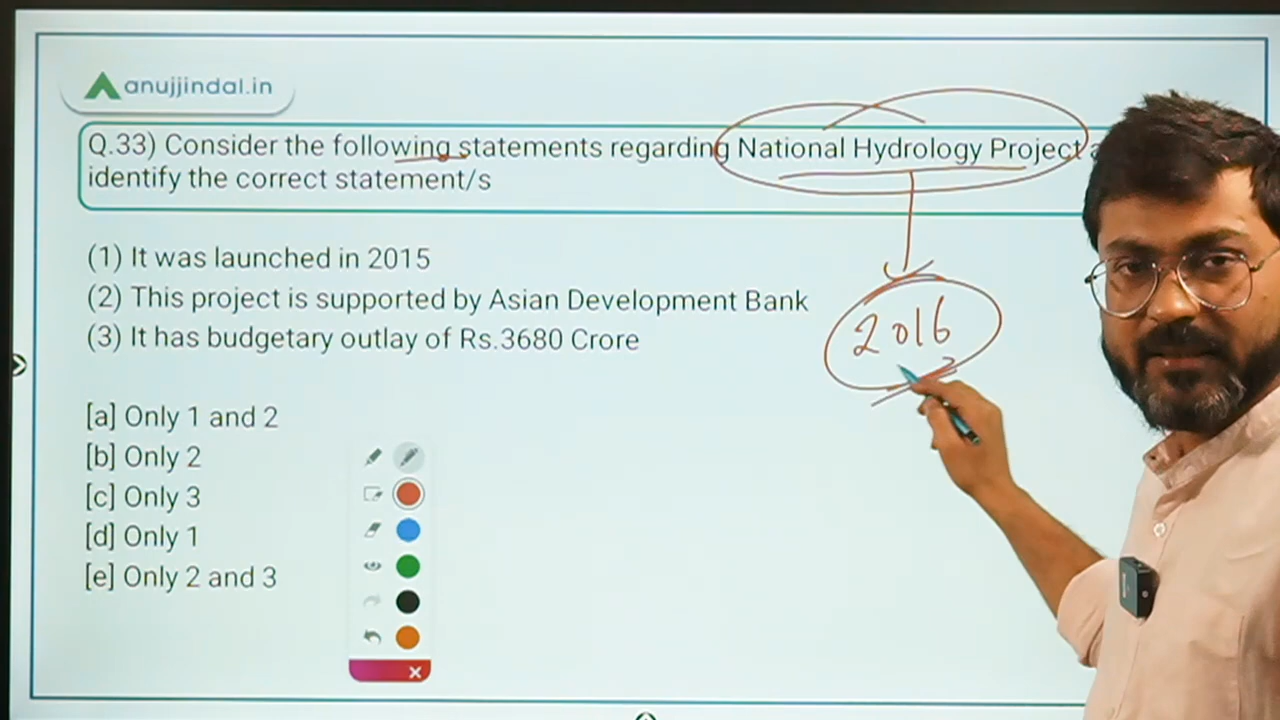 anujjindal.in
Q.33) Consider the following statements regarding National Hydrology Project
identify the correct statement/s
(1) It was launched in 2015
(2) This project is supported by Asian Development Bank
(3) It has budgetary outlay of Rs.3680 Crore
2016
[a] Only 1 and 2
[b] Only 2
[c] Only 3
[d] Only 1
[e] Only 2 and 3